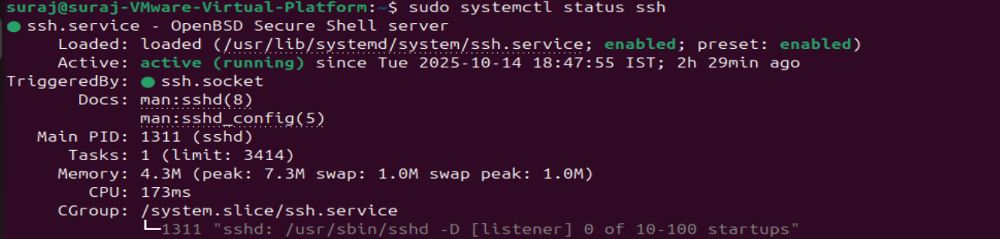 suraj@suraj-VMware-Virtual-Platform:~$ sudo systemctl status ssh
● ssh.service - OpenBSD Secure Shell server
Loaded: loaded (/usr/lib/systemd/system/ssh.service; enabled; preset: enabled)
Active: active (running) since Tue 2025-10-14 18:47:55 IST; 2h 29min ago
TriggeredBy: ● ssh.socket
Docs: man:sshd(8)
man:sshd_config(5)
Main PID: 1311 (sshd)
Tasks: 1 (limit: 3414)
Memory: 4.3M (peak: 7.3M swap: 1.0M swap peak: 1.0M)
CPU: 173ms
CGroup: /system.slice/ssh.service
└─1311 "sshd: /usr/sbin/sshd -D [listener] 0 of 10-100 startups"